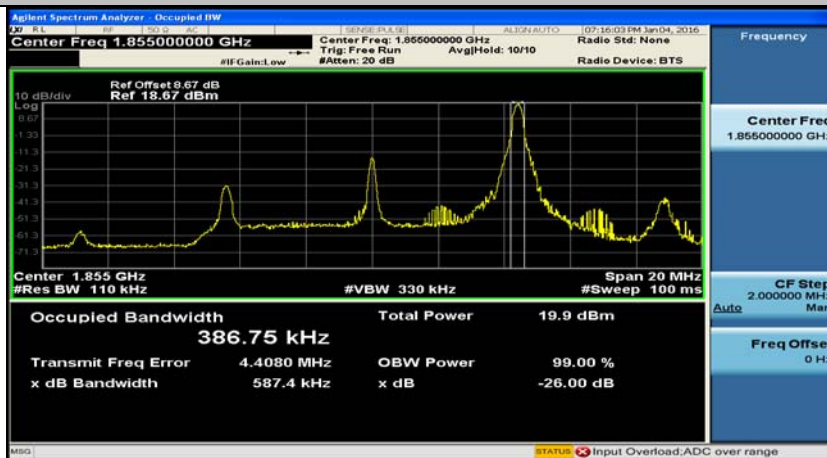 Agilent Spectrum Analyzer - Occupied BW
LXI RL RF 50 Ω AC SENSE:PULSE ALIGN AUTO 07:16:03 PM Jan 04, 2016
Center Freq 1.855000000 GHz
Center Freq: 1.855000000 GHz
Radio Std: None
Trig: Free Run Avg|Hold: 10/10
#IFGain:Low #Atten: 20 dB Radio Device: BTS
Frequency
Ref Offset 8.67 dB
10 dB/div Ref 18.67 dBm
Log
8.67
-1.33
-11.3
-21.3
-31.3
-41.3
-51.3
-61.3
-71.3
Center 1.855 GHz Span 20 MHz
#Res BW 110 kHz #VBW 330 kHz #Sweep 100 ms
Occupied Bandwidth Total Power 19.9 dBm
386.75 kHz
Transmit Freq Error 4.4080 MHz OBW Power 99.00 %
x dB Bandwidth 587.4 kHz x dB -26.00 dB
Center Freq
1.855000000 GHz
CF Step
2.000000 MHz
Auto Man
Freq Offset
0 Hz
MSG STATUS Input Overload;ADC over range